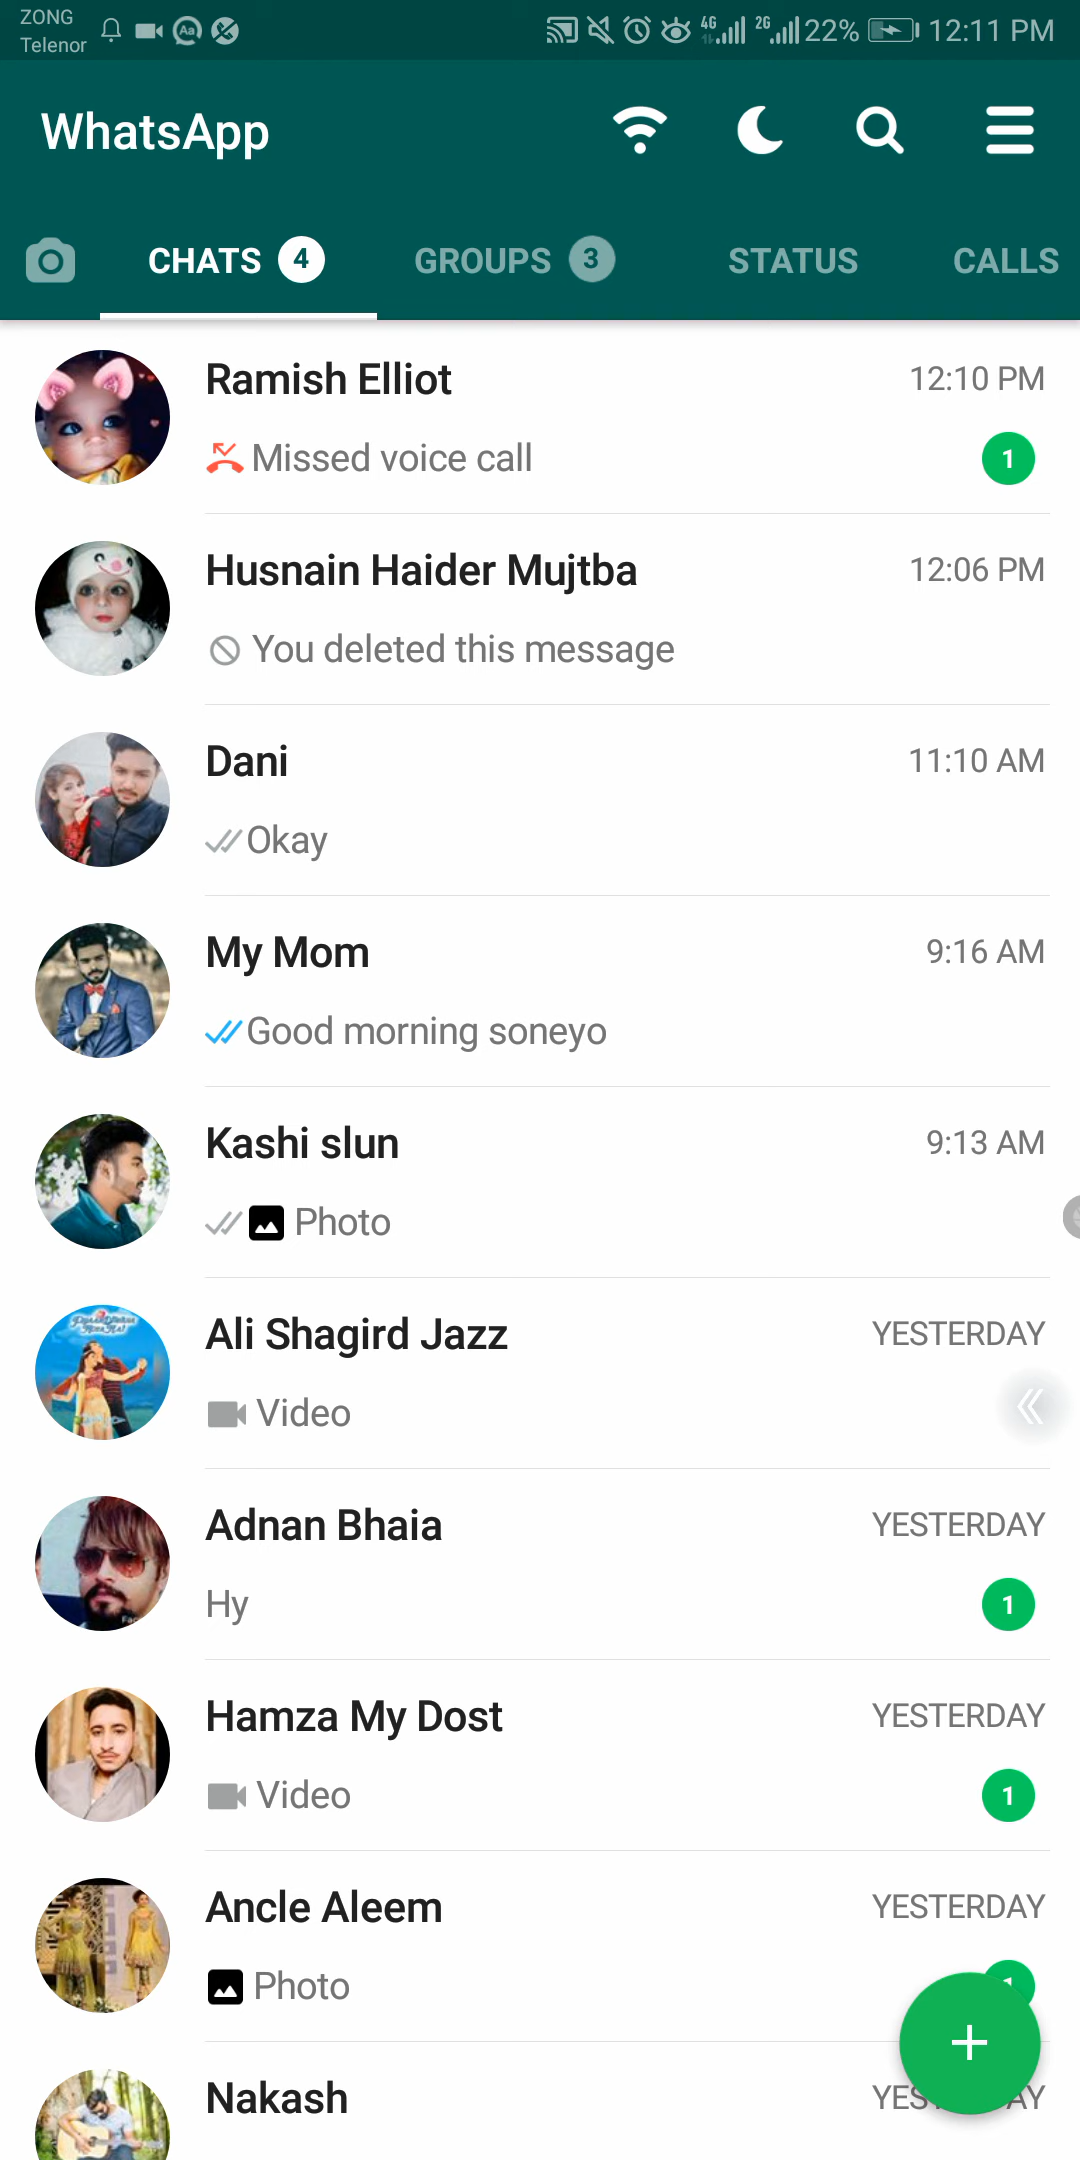 ZONG
Telenor
4G 2G 22% 12:11 PM
WhatsApp
CHATS 4 GROUPS 3 STATUS CALLS
Ramish Elliot 12:10 PM
Missed voice call 1
Husnain Haider Mujtba 12:06 PM
You deleted this message
Dani 11:10 AM
Okay
My Mom 9:16 AM
Good morning soneyo
Kashi slun 9:13 AM
Photo
Ali Shagird Jazz YESTERDAY
Video
Adnan Bhaia YESTERDAY
Hy 1
Hamza My Dost YESTERDAY
Video 1
Ancle Aleem YESTERDAY
Photo 1
Nakash